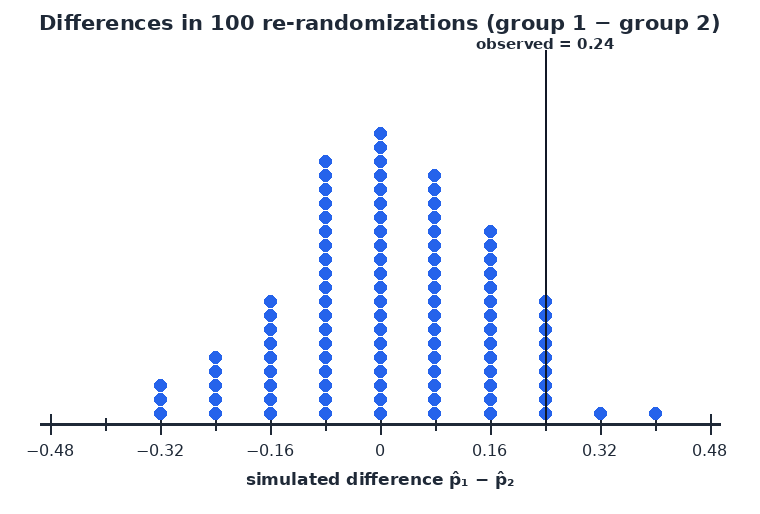 Differences in 100 re-randomizations (group 1 − group 2)
observed = 0.24
−0.48 −0.32 −0.16 0 0.16 0.32 0.48
simulated difference p̂₁ − p̂₂